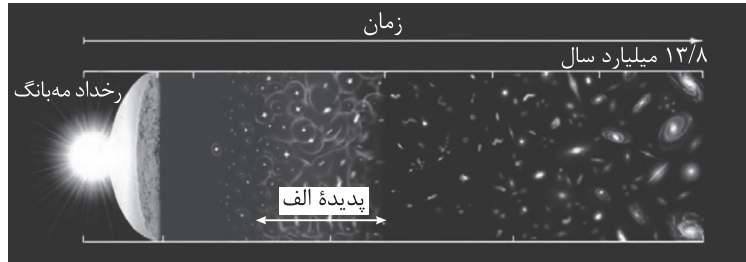 زمان
۱۳/۸ میلیارد سال
رخداد مه‌بانگ
پدیدهٔ الف